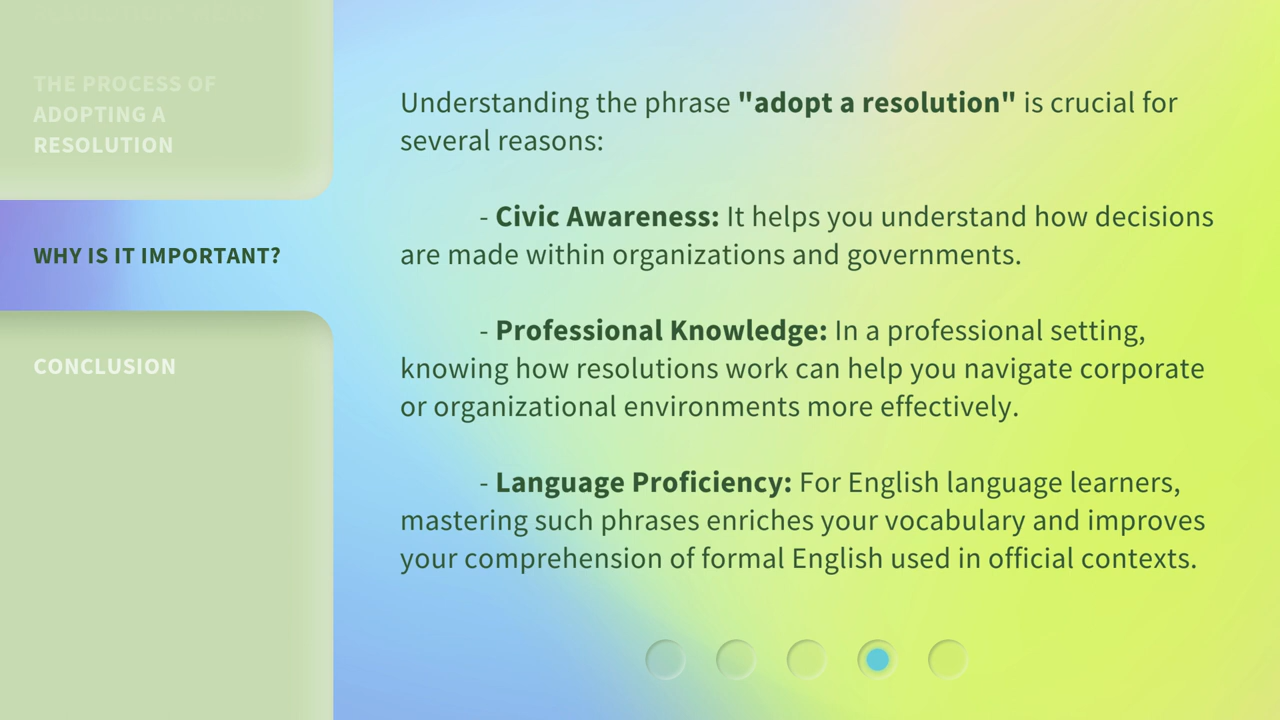 RESOLUTION" MEAN?
THE PROCESS OF
ADOPTING A
RESOLUTION
WHY IS IT IMPORTANT?
CONCLUSION
Understanding the phrase "adopt a resolution" is crucial for
several reasons:
- Civic Awareness: It helps you understand how decisions
are made within organizations and governments.
- Professional Knowledge: In a professional setting,
knowing how resolutions work can help you navigate corporate
or organizational environments more effectively.
- Language Proficiency: For English language learners,
mastering such phrases enriches your vocabulary and improves
your comprehension of formal English used in official contexts.